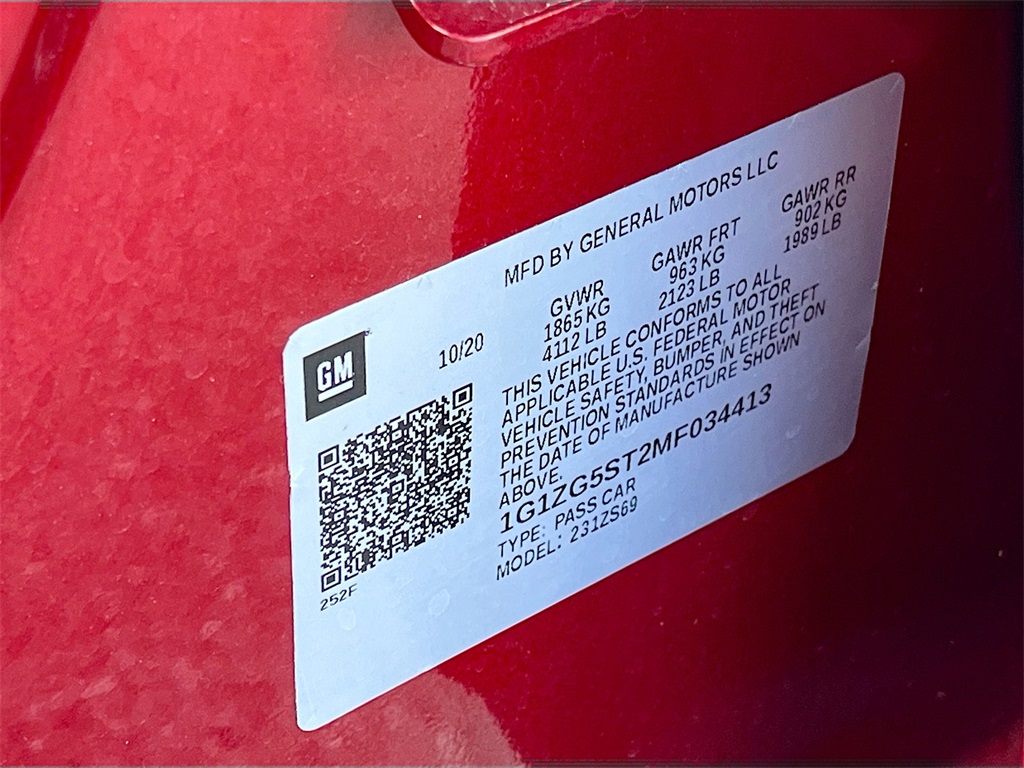 MFD BY GENERAL MOTORS LLC
GM
10/20
GVWR GAWR FRT GAWR RR
1865 KG 963 KG 902 KG
4112 LB 2123 LB 1989 LB
THIS VEHICLE CONFORMS TO ALL
APPLICABLE U.S. FEDERAL MOTOR
VEHICLE SAFETY, BUMPER, AND THEFT
PREVENTION STANDARDS IN EFFECT ON
THE DATE OF MANUFACTURE SHOWN
ABOVE.
1G1ZG5ST2MF034413
TYPE: PASS CAR
MODEL: 231ZS69
252F